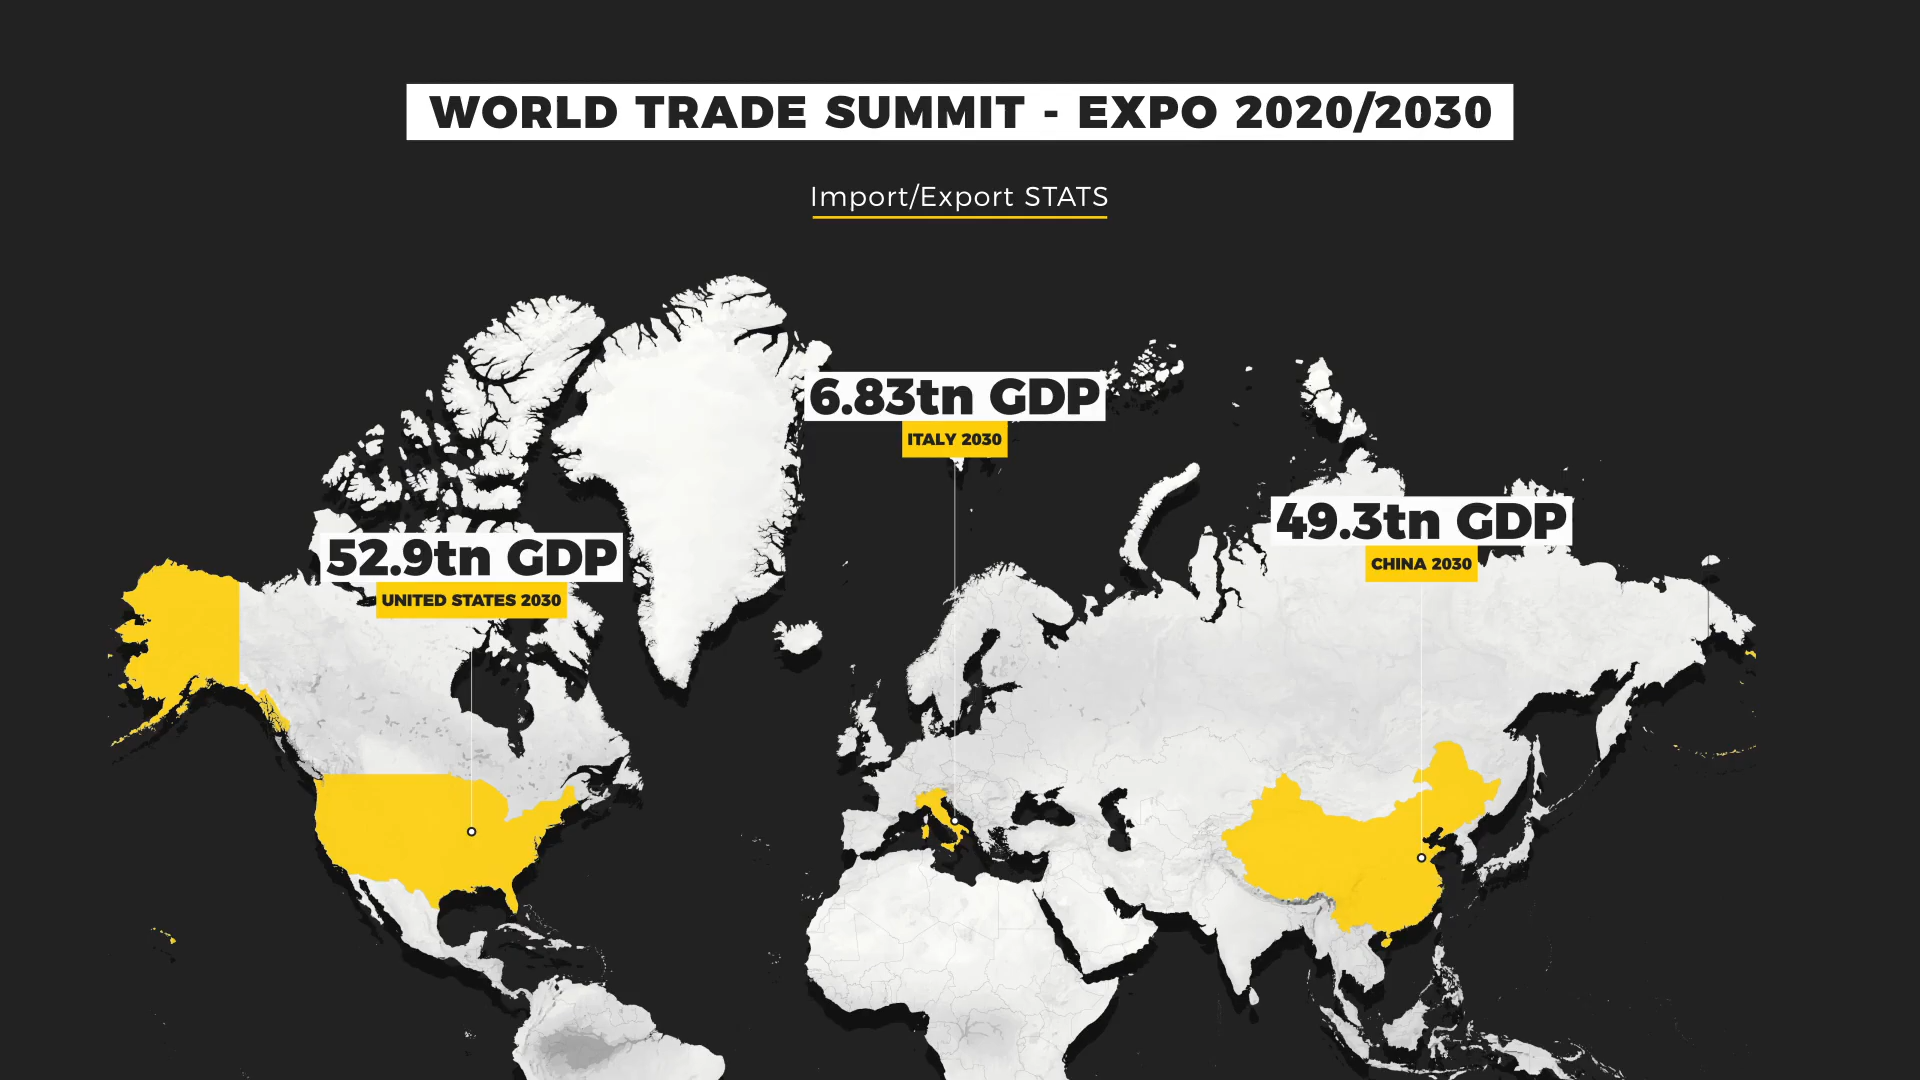 WORLD TRADE SUMMIT - EXPO 2020/2030
Import/Export STATS
6.83tn GDP
ITALY 2030
49.3tn GDP
CHINA 2030
52.9tn GDP
UNITED STATES 2030